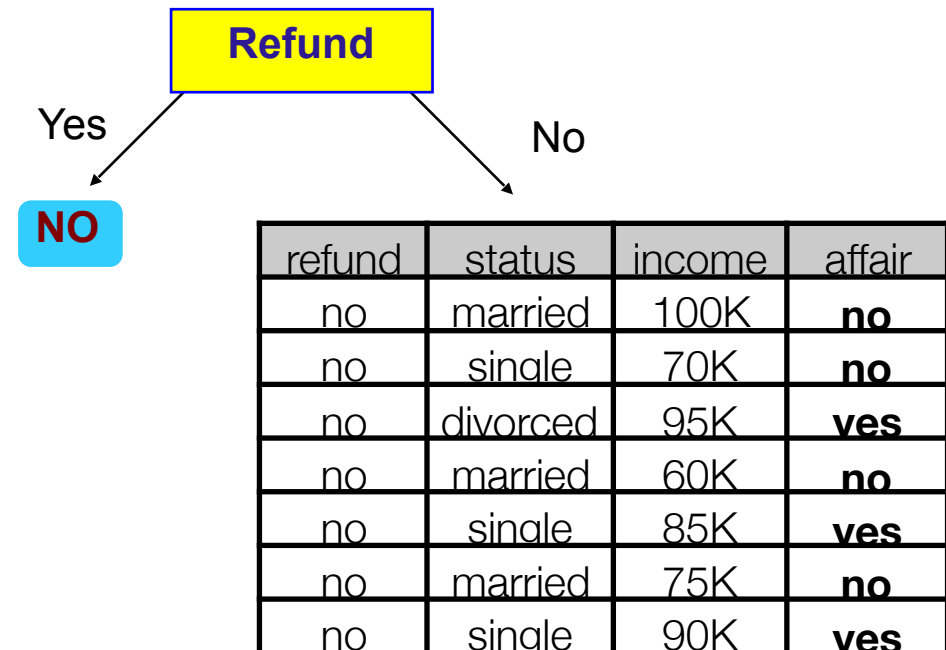 Refund
Yes
No
NO
refund status income affair
no married 100K no
no single 70K no
no divorced 95K yes
no married 60K no
no single 85K yes
no married 75K no
no single 90K yes